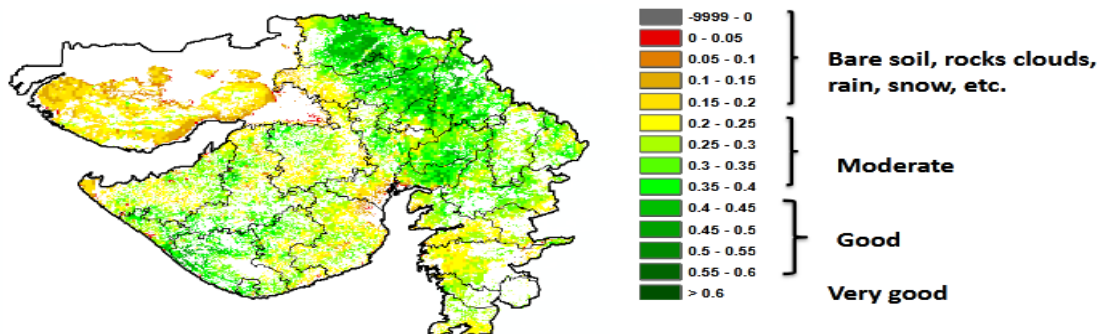 -9999 - 0
0 - 0.05
0.05 - 0.1
0.1 - 0.15
0.15 - 0.2
0.2 - 0.25
0.25 - 0.3
0.3 - 0.35
0.35 - 0.4
0.4 - 0.45
0.45 - 0.5
0.5 - 0.55
0.55 - 0.6
> 0.6
Bare soil, rocks clouds,
rain, snow, etc.
Moderate
Good
Very good